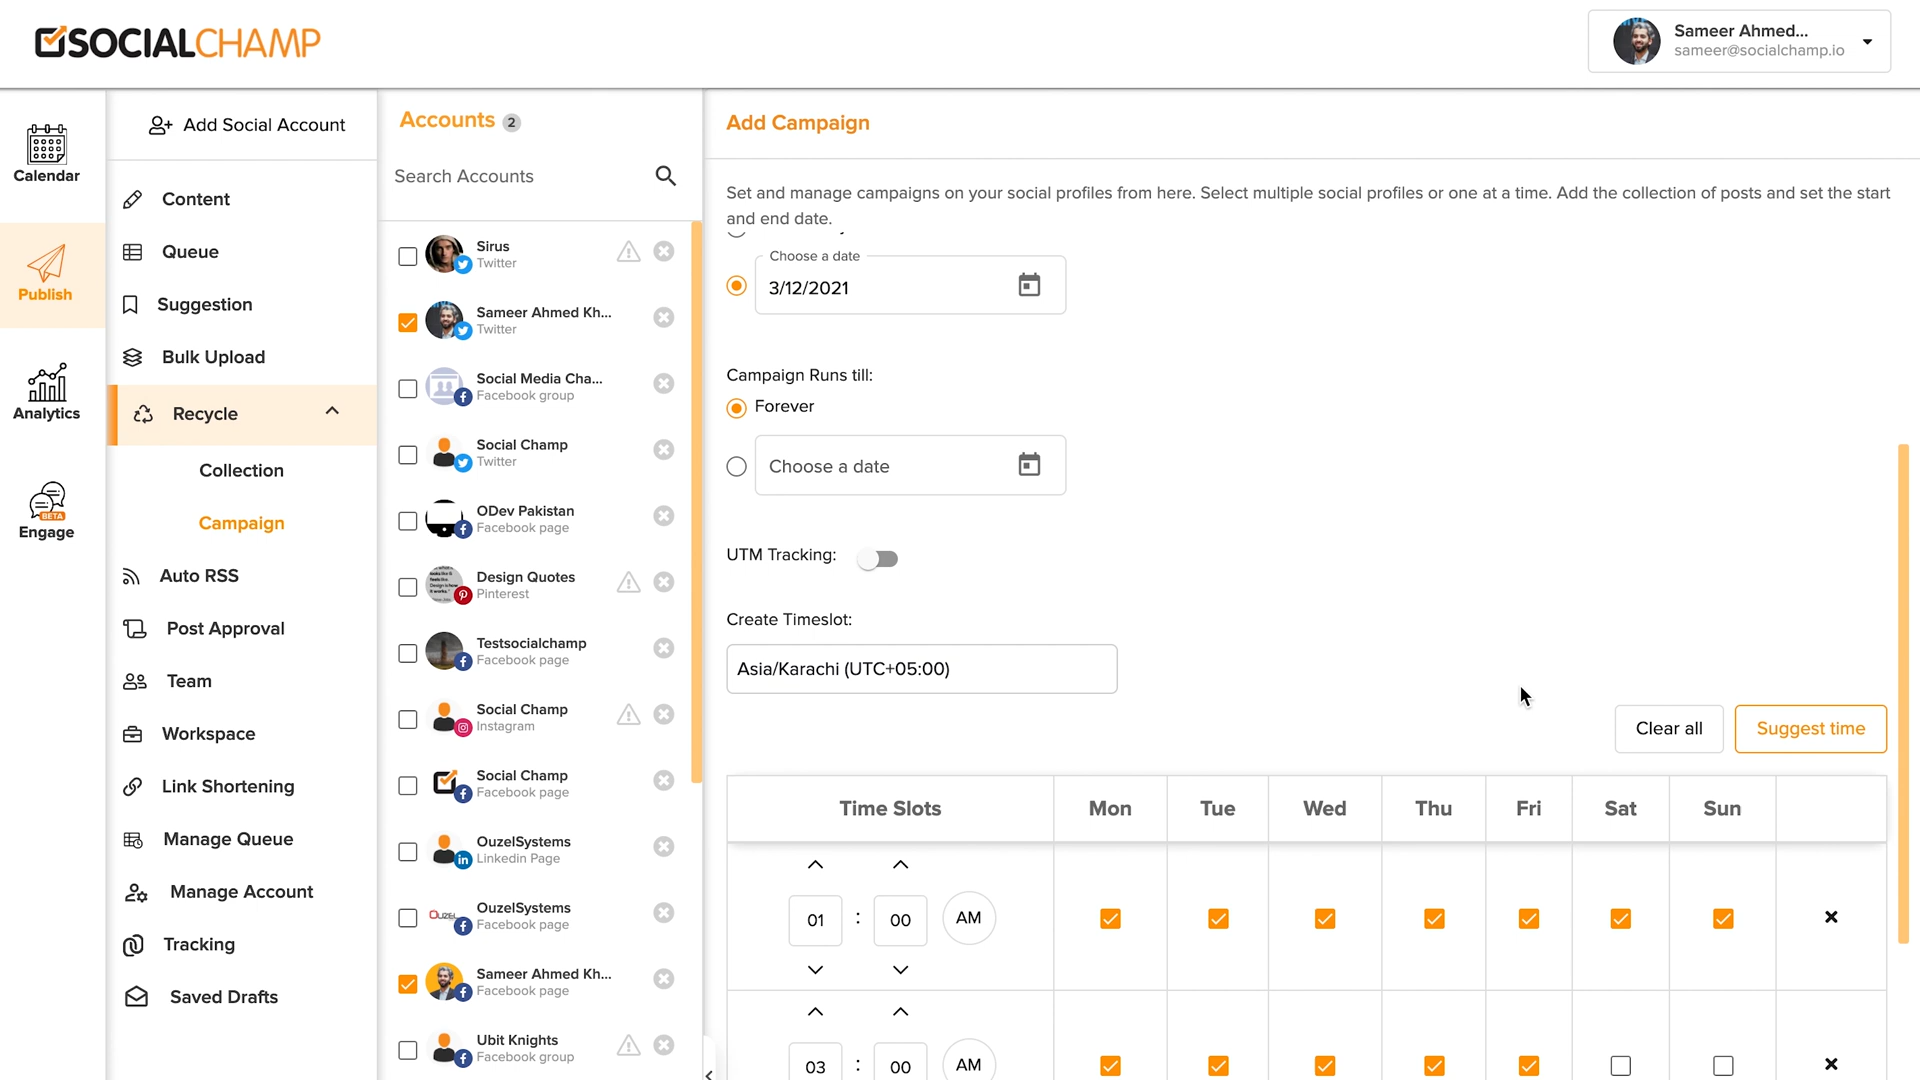 SOCIALCHAMP
Sameer Ahmed...
sameer@socialchamp.io
Calendar
Publish
Analytics
BETA
Engage
Add Social Account
Content
Queue
Suggestion
Bulk Upload
Recycle
Collection
Campaign
Auto RSS
Post Approval
Team
Workspace
Link Shortening
Manage Queue
Manage Account
Tracking
Saved Drafts
Accounts 2
Search Accounts
Sirus
Twitter
Sameer Ahmed Kh...
Twitter
Social Media Cha...
Facebook group
Social Champ
Twitter
ODev Pakistan
Facebook page
Design Quotes
Pinterest
Testsocialchamp
Facebook page
Social Champ
Instagram
Social Champ
Facebook page
OuzelSystems
Linkedin Page
OuzelSystems
Facebook page
Sameer Ahmed Kh...
Facebook page
Ubit Knights
Facebook group
Add Campaign
Set and manage campaigns on your social profiles from here. Select multiple social profiles or one at a time. Add the collection of posts and set the start
and end date.
Choose a date
3/12/2021
Campaign Runs till:
Forever
Choose a date
UTM Tracking:
Create Timeslot:
Asia/Karachi (UTC+05:00)
Clear all
Suggest time
Time Slots Mon Tue Wed Thu Fri Sat Sun
01 : 00 AM
03 : 00 AM